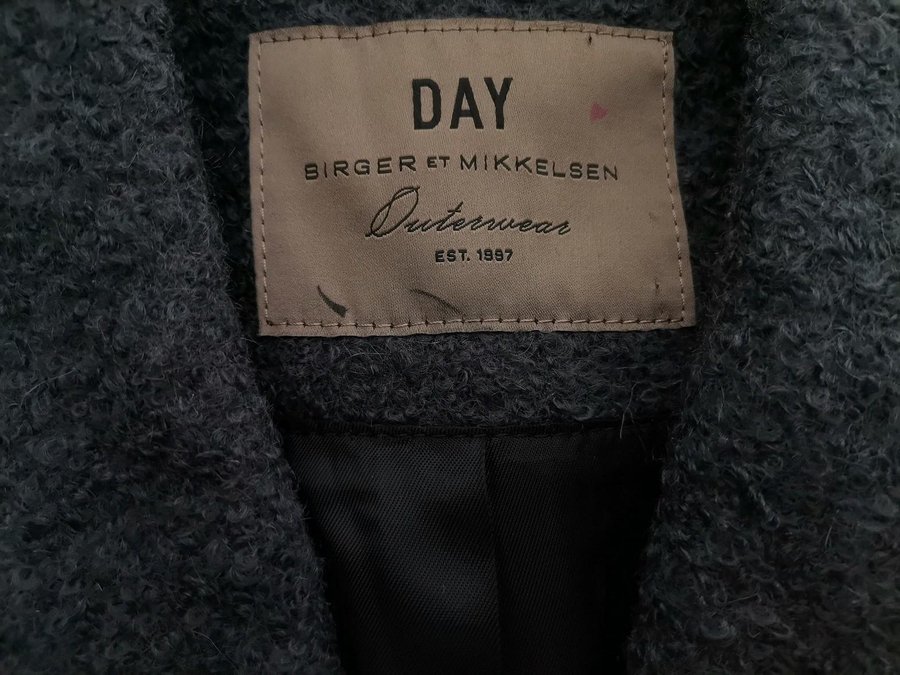 DAY
BIRGER ET MIKKELSEN
Outerwear
EST. 1997